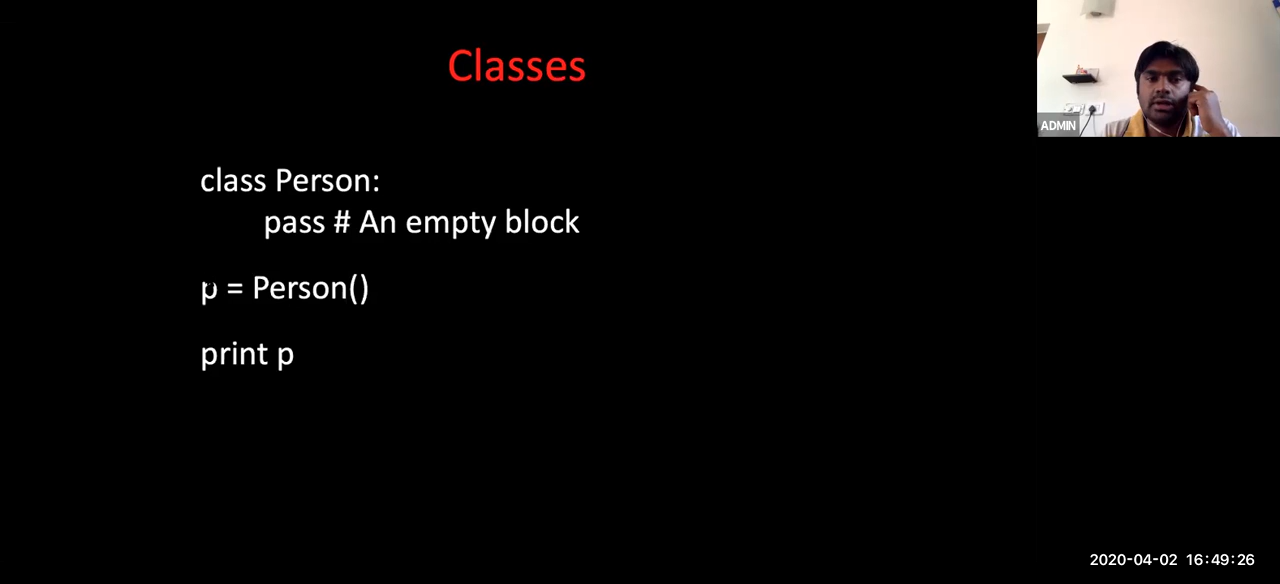 Classes
ADMIN
class Person:
pass # An empty block
p = Person()
print p
2020-04-02 16:49:26